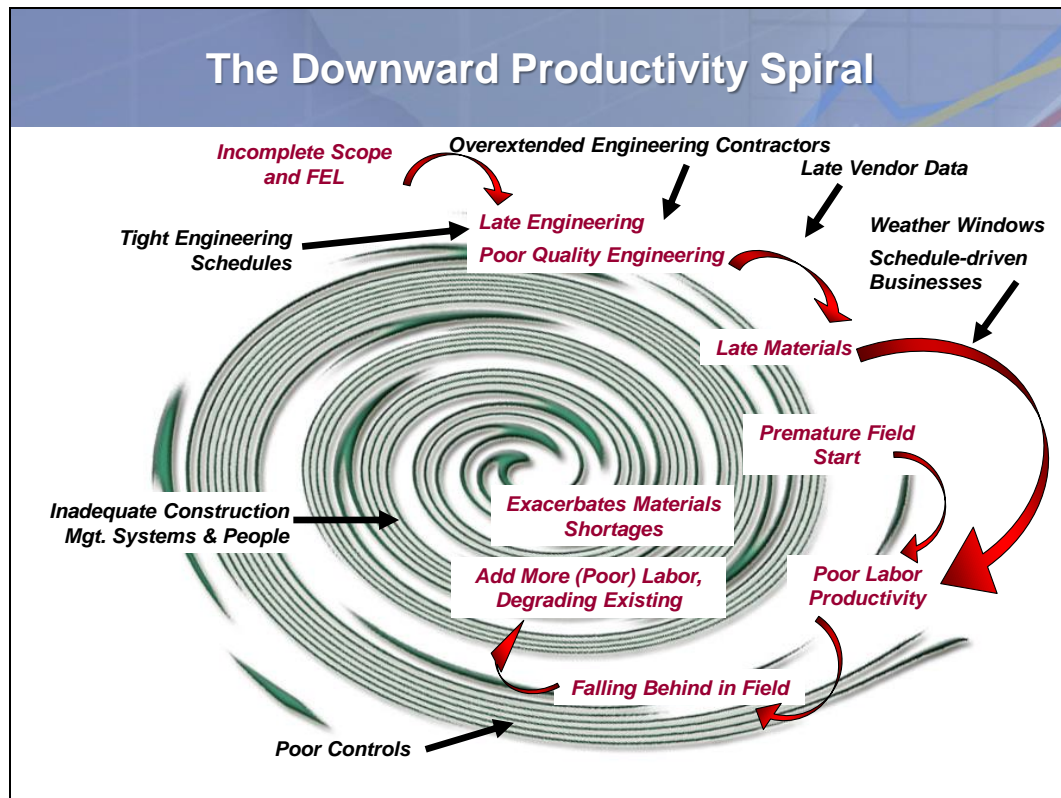 The Downward Productivity Spiral
Incomplete Scope
and FEL
Overextended Engineering Contractors
Late Vendor Data
Late Engineering
Poor Quality Engineering
Tight Engineering
Schedules
Weather Windows
Schedule-driven
Businesses
Late Materials
Premature Field
Start
Inadequate Construction
Mgt. Systems & People
Exacerbates Materials
Shortages
Add More (Poor) Labor,
Degrading Existing
Poor Labor
Productivity
Falling Behind in Field
Poor Controls